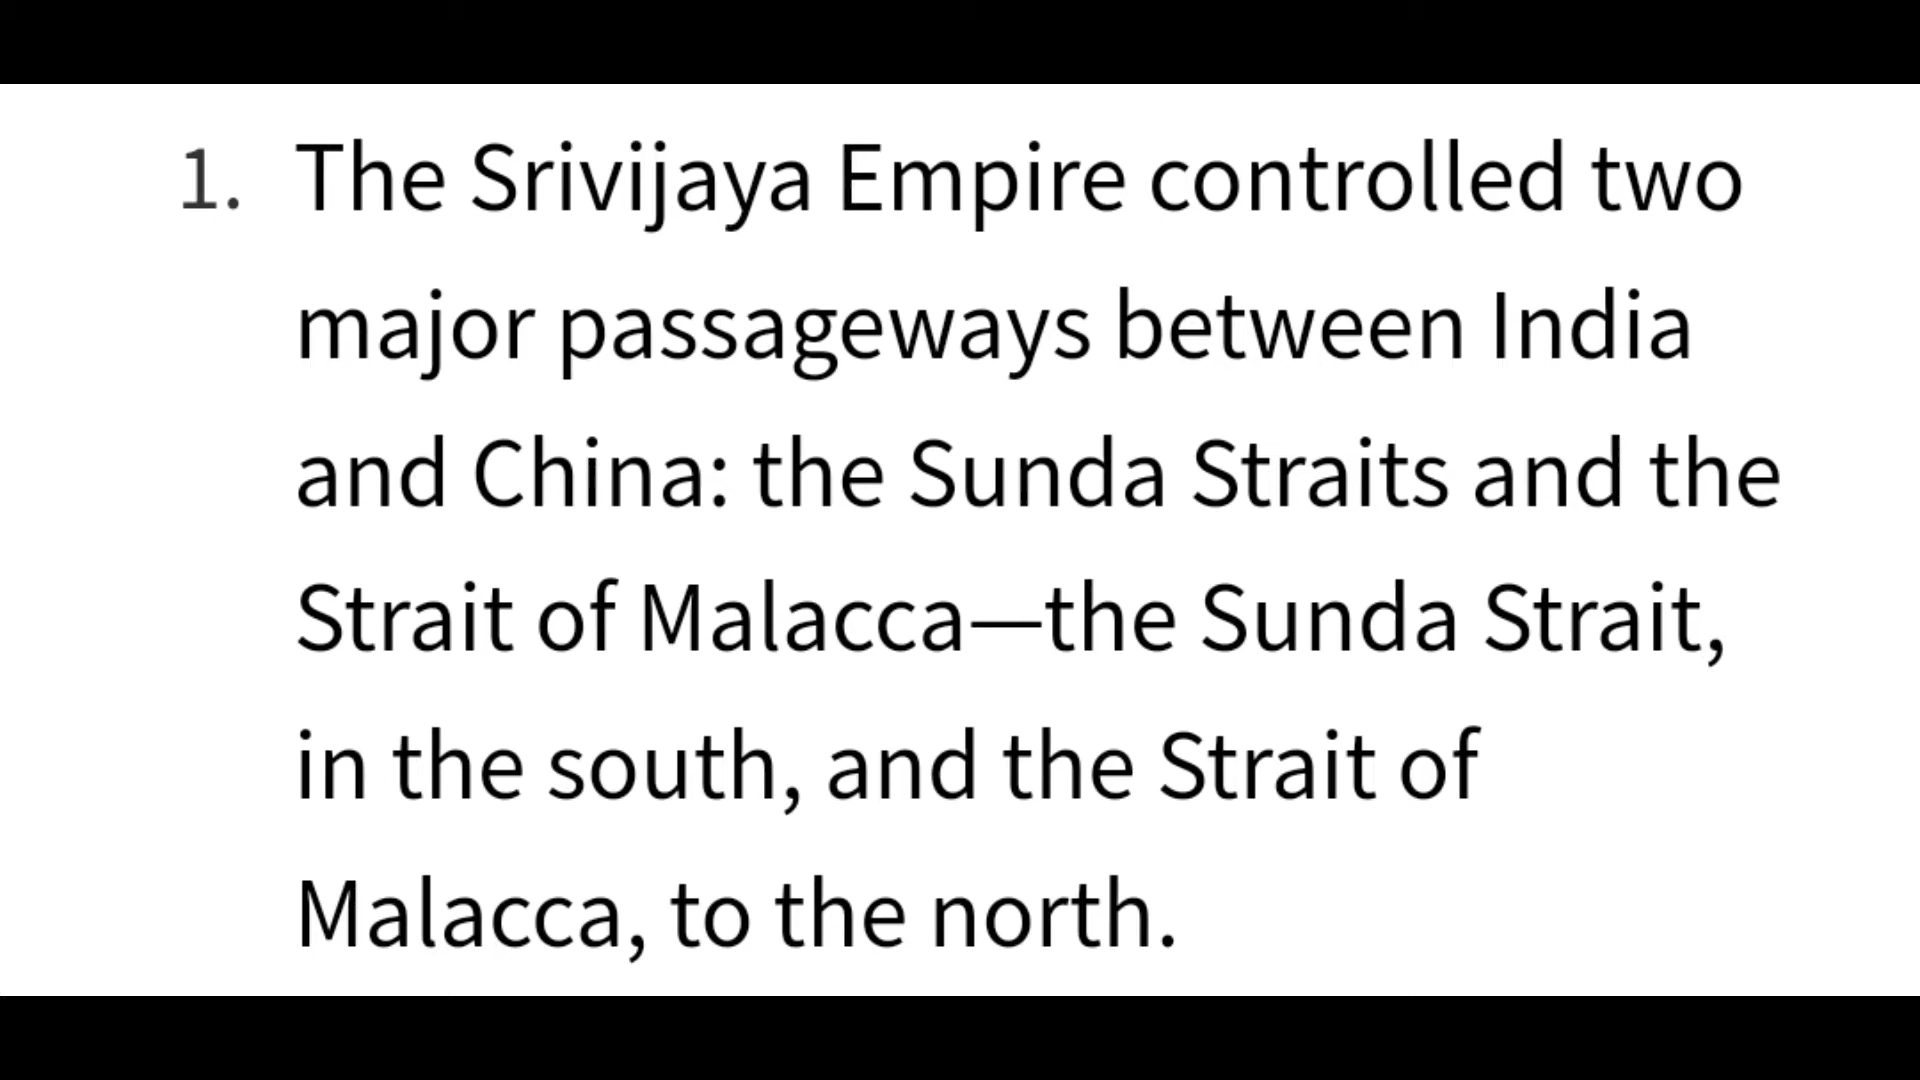 1. The Srivijaya Empire controlled two
major passageways between India
and China: the Sunda Straits and the
Strait of Malacca—the Sunda Strait,
in the south, and the Strait of
Malacca, to the north.